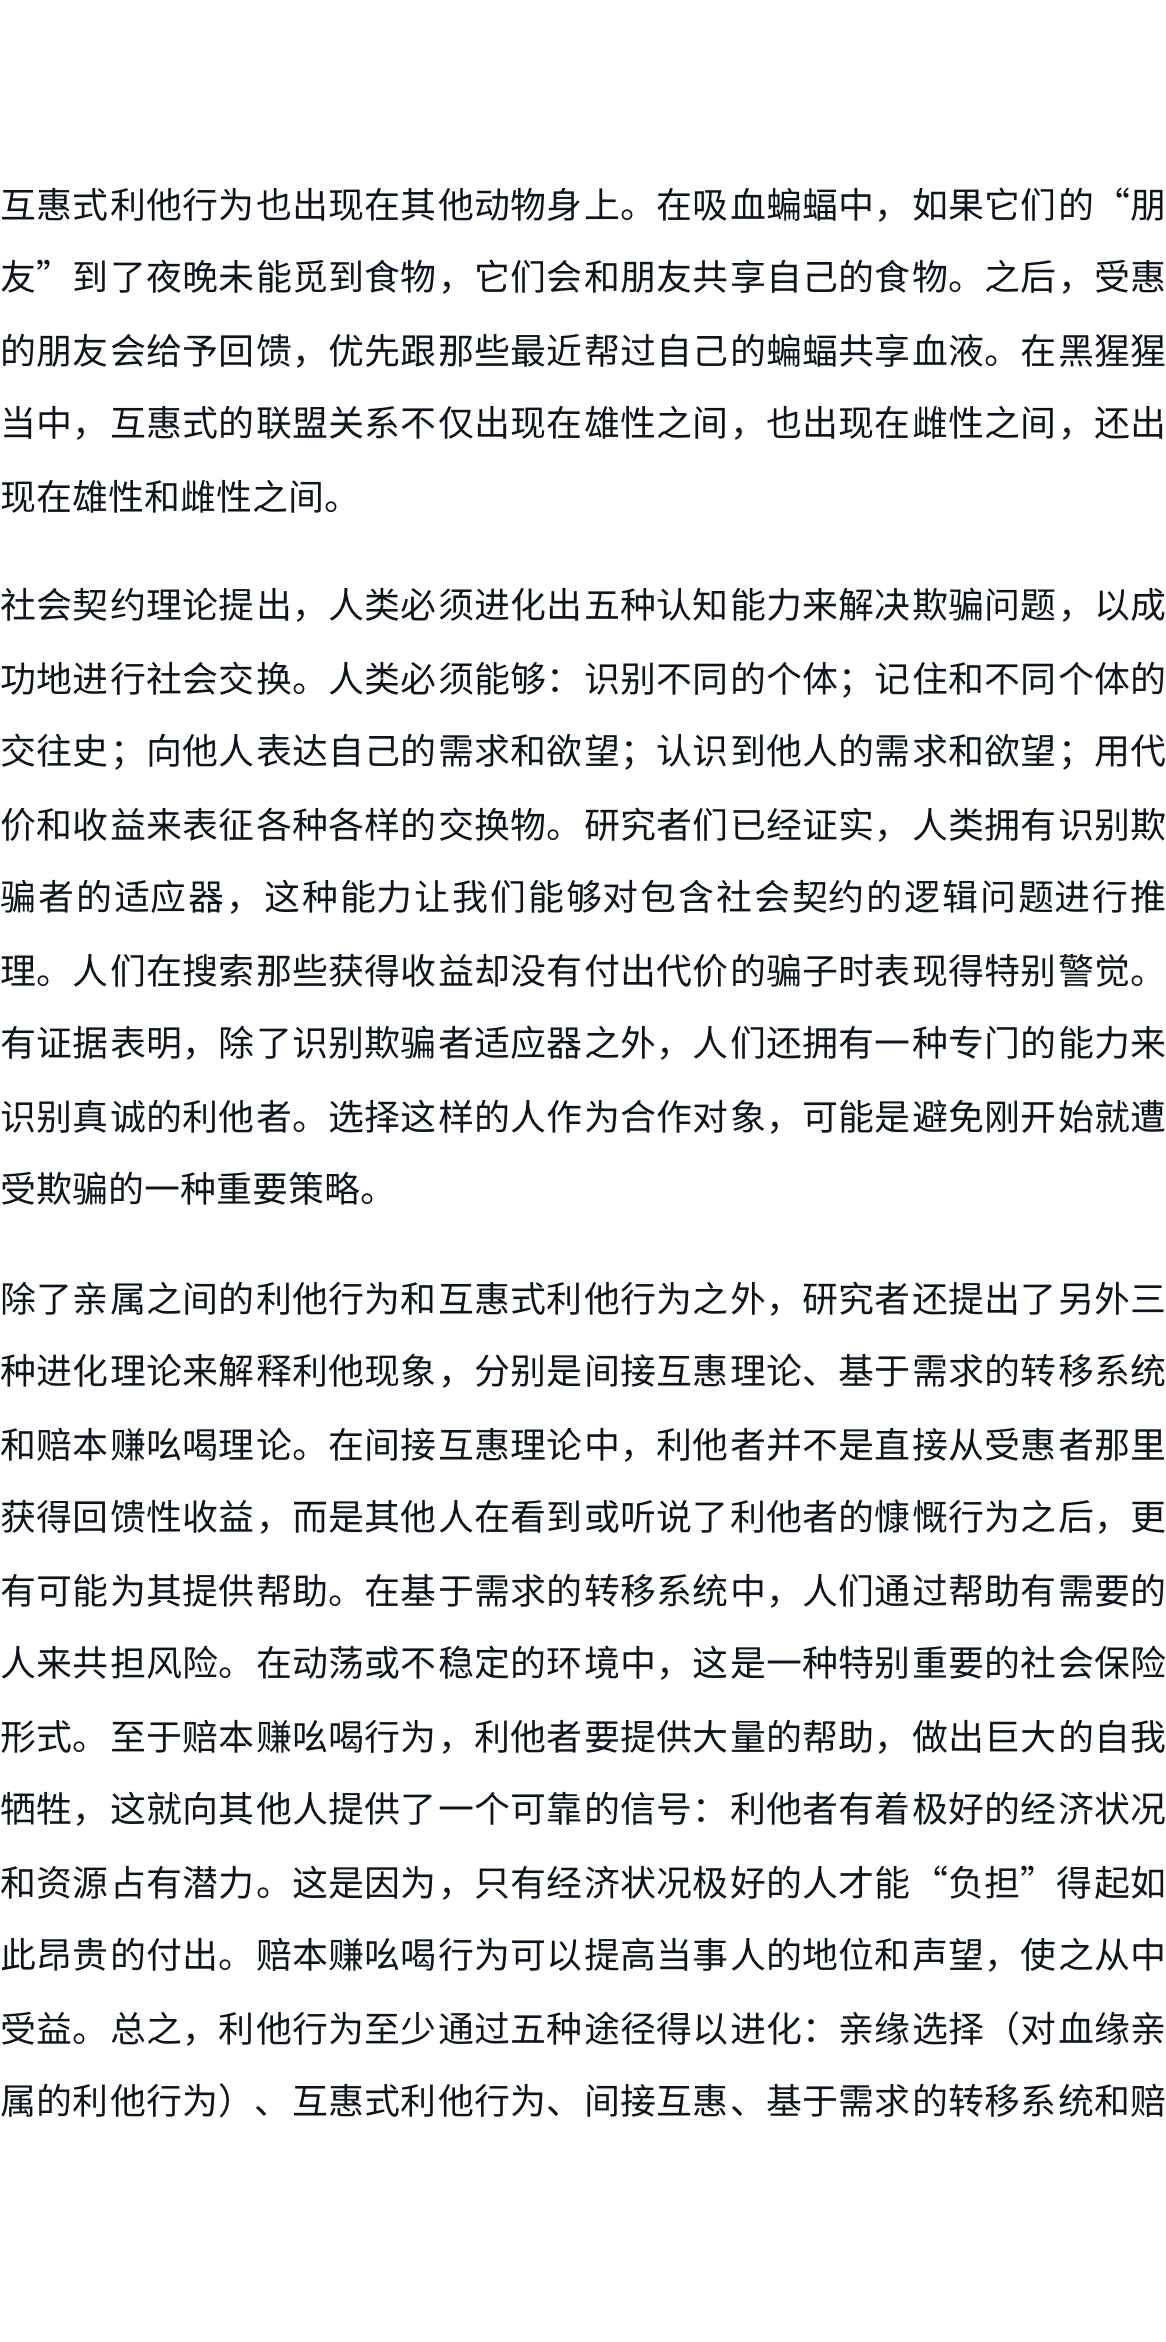 互惠式利他行为也出现在其他动物身上。在吸血蝙蝠中，如果它们的“朋
友”到了夜晚未能觅到食物，它们会和朋友共享自己的食物。之后，受惠
的朋友会给予回馈，优先跟那些最近帮过自己的蝙蝠共享血液。在黑猩猩
当中，互惠式的联盟关系不仅出现在雄性之间，也出现在雌性之间，还出
现在雄性和雌性之间。
社会契约理论提出，人类必须进化出五种认知能力来解决欺骗问题，以成
功地进行社会交换。人类必须能够：识别不同的个体；记住和不同个体的
交往史；向他人表达自己的需求和欲望；认识到他人的需求和欲望；用代
价和收益来表征各种各样的交换物。研究者们已经证实，人类拥有识别欺
骗者的适应器，这种能力让我们能够对包含社会契约的逻辑问题进行推
理。人们在搜索那些获得收益却没有付出代价的骗子时表现得特别警觉。
有证据表明，除了识别欺骗者适应器之外，人们还拥有一种专门的能力来
识别真诚的利他者。选择这样的人作为合作对象，可能是避免刚开始就遭
受欺骗的一种重要策略。
除了亲属之间的利他行为和互惠式利他行为之外，研究者还提出了另外三
种进化理论来解释利他现象，分别是间接互惠理论、基于需求的转移系统
和赔本赚吆喝理论。在间接互惠理论中，利他者并不是直接从受惠者那里
获得回馈性收益，而是其他人在看到或听说了利他者的慷慨行为之后，更
有可能为其提供帮助。在基于需求的转移系统中，人们通过帮助有需要的
人来共担风险。在动荡或不稳定的环境中，这是一种特别重要的社会保险
形式。至于赔本赚吆喝行为，利他者要提供大量的帮助，做出巨大的自我
牺牲，这就向其他人提供了一个可靠的信号：利他者有着极好的经济状况
和资源占有潜力。这是因为，只有经济状况极好的人才能“负担”得起如
此昂贵的付出。赔本赚吆喝行为可以提高当事人的地位和声望，使之从中
受益。总之，利他行为至少通过五种途径得以进化：亲缘选择（对血缘亲
属的利他行为）、互惠式利他行为、间接互惠、基于需求的转移系统和赔